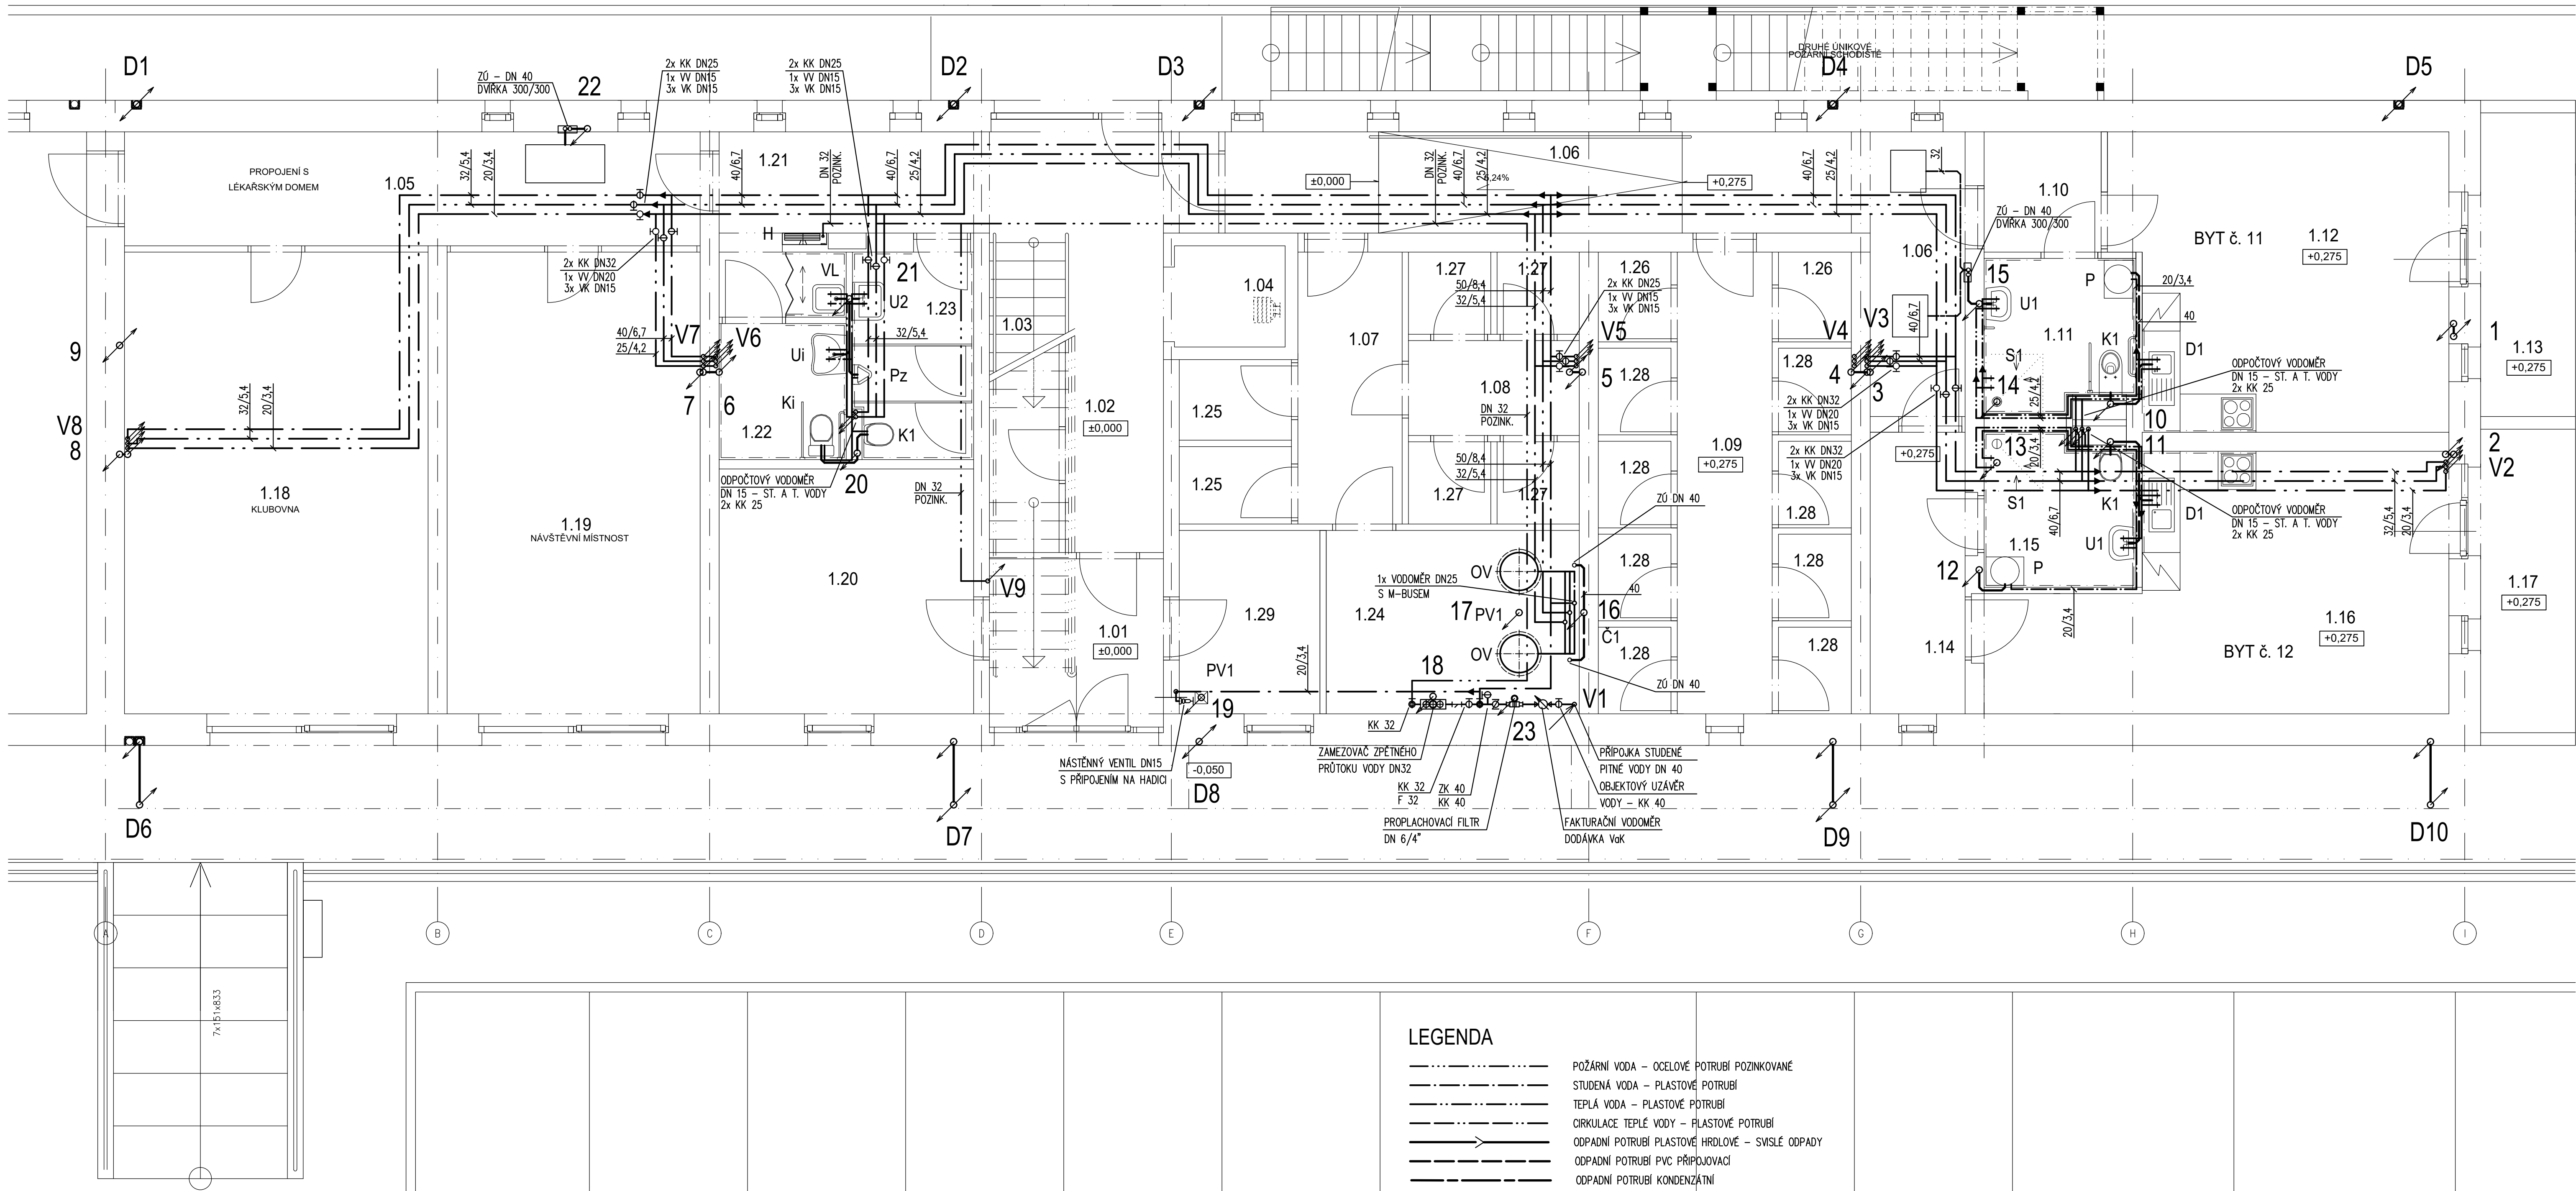 DRUHÉ ÚNIKOVÉ
POŽÁRNÍ SCHODIŠTĚ
D1
D2
D3
D4
D5
ZÚ – DN 40
DVÍŘKA 300/300
22
2x KK DN25
1x VV DN15
3x VK DN15
2x KK DN25
1x VV DN15
3x VK DN15
PROPOJENÍ S
LÉKAŘSKÝM DOMEM
1.05
32/5,4
20/3,4
40/6,7
1.21
DN 32
POZINK.
40/6,7
25/4,2
±0,000
DN 32
POZINK.
40/6,7
25/4,2
6,24%
1.06
+0,275
40/6,7
25/4,2
32
1.10
ZÚ – DN 40
DVÍŘKA 300/300
1.06
BYT č. 11
1.12
+0,275
2x KK DN32
1x VV DN20
3x VK DN15
H
VL
21
U2
1.23
1.03
1.04
1.27
1.27
50/8,4
32/5,4
1.26
2x KK DN25
1x VV DN15
3x VK DN15
1.26
15
U1
P
20/3,4
40
1.11
K1
S1
D1
1
1.13
+0,275
9
40/6,7
25/4,2
V7
V6
Ui
32/5,4
Pz
1.07
V5
V4
V3
40/6,7
ODPOČTOVÝ VODOMĚR
DN 15 – ST. A T. VODY
2x KK 25
7
6
Ki
1.22
K1
1.02
±0,000
1.25
1.08
DN 32
POZINK.
5
1.28
1.28
4
3
2x KK DN32
1x VV DN20
3x VK DN15
14
25/4,2
10
32/5,4
20/3,4
V8
8
1.09
+0,275
2x KK DN32
1x VV DN20
3x VK DN15
+0,275
13
20/3,4
11
2
V2
1.18
KLUBOVNA
1.19
NÁVŠTĚVNÍ MÍSTNOST
ODPOČTOVÝ VODOMĚR
DN 15 – ST. A T. VODY
2x KK 25
20
DN 32
POZINK.
1.25
50/8,4
32/5,4
1.27
1.27
1.28
1.28
1.28
1.28
S1
K1
D1
40/6,7
ODPOČTOVÝ VODOMĚR
DN 15 – ST. A T. VODY
2x KK 25
32/5,4
20/3,4
ZÚ DN 40
1.20
V9
1.01
±0,000
1.29
1.24
OV
1x VODOMĚR DN25
S M-BUSEM
17
PV1
40
16
Č1
OV
1.28
1.28
1.28
1.28
12
1.15
U1
P
20/3,4
1.14
1.16
+0,275
BYT č. 12
1.17
+0,275
20/3,4
PV1
19
18
ZÚ DN 40
V1
KK 32
23
NÁSTĚNNÝ VENTIL DN15
S PŘIPOJENÍM NA HADICI
-0,050
D8
ZAMEZOVAČ ZPĚTNÉHO
PRŮTOKU VODY DN32
KK 32
F 32
ZK 40
KK 40
PROPLACHOVACÍ FILTR
DN 6/4"
PŘÍPOJKA STUDENÉ
PITNÉ VODY DN 40
OBJEKTOVÝ UZÁVĚR
VODY – KK 40
FAKTURAČNÍ VODOMĚR
DODÁVKA VaK
D6
D7
D9
D10
A
B
C
D
E
F
G
H
I
7x151x833
LEGENDA
POŽÁRNÍ VODA – OCELOVÉ POTRUBÍ POZINKOVANÉ
STUDENÁ VODA – PLASTOVÉ POTRUBÍ
TEPLÁ VODA – PLASTOVÉ POTRUBÍ
CIRKULACE TEPLÉ VODY – PLASTOVÉ POTRUBÍ
ODPADNÍ POTRUBÍ PLASTOVÉ HRDLOVÉ – SVISLÉ ODPADY
ODPADNÍ POTRUBÍ PVC PŘIPOJOVACÍ
ODPADNÍ POTRUBÍ KONDENZÁTNÍ